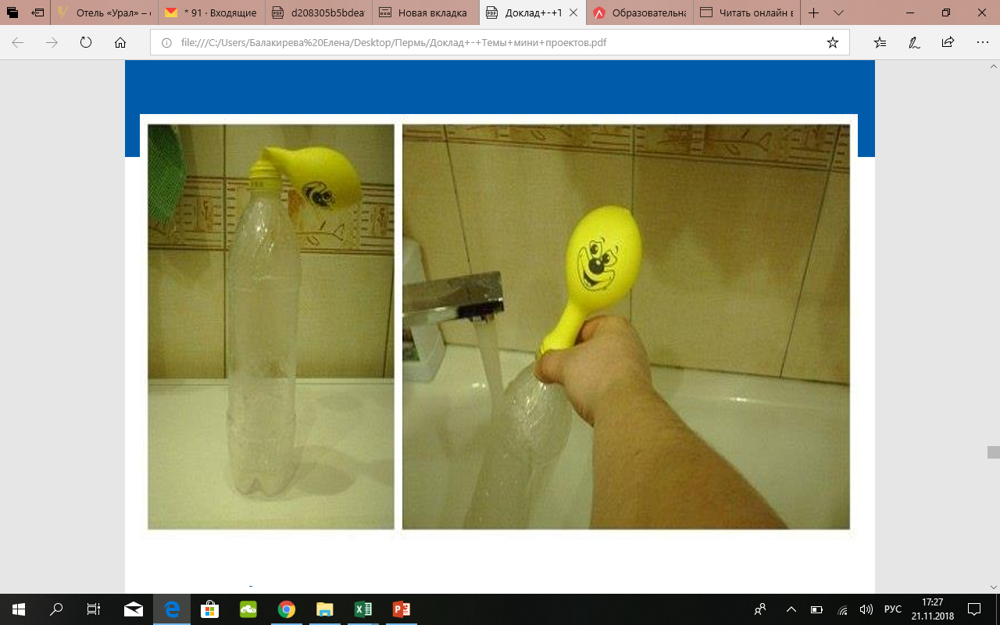 Отель «Урал» –
* 91 · Входящие
d208305b5bdea
Новая вкладка
Доклад+-+Т
Образовательна
Читать онлайн
file:///C:/Users/Балакирева%20Елена/Desktop/Пермь/Доклад+-+Темы+мини+проектов.pdf
РУС
17:27
21.11.2018